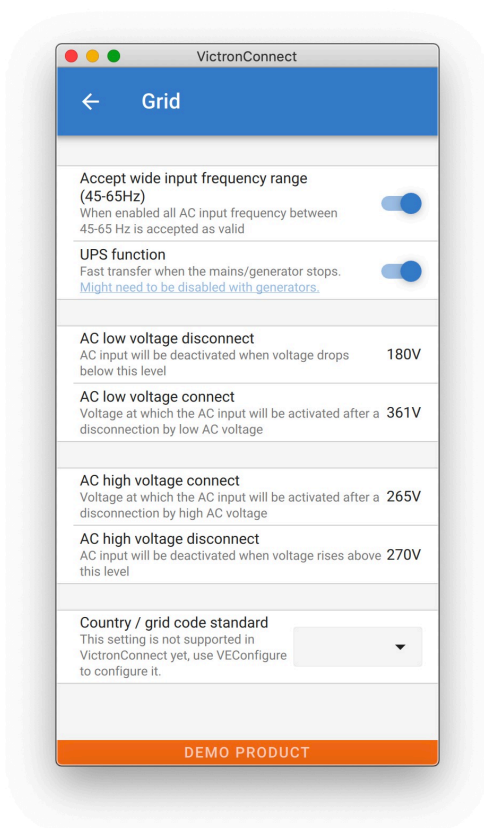 VictronConnect
Grid
Accept wide input frequency range
(45-65Hz)
When enabled all AC input frequency between
45-65 Hz is accepted as valid
UPS function
Fast transfer when the mains/generator stops.
Might need to be disabled with generators.
AC low voltage disconnect
AC input will be deactivated when voltage drops
below this level
180V
AC low voltage connect
Voltage at which the AC input will be activated after a
disconnection by low AC voltage
361V
AC high voltage connect
Voltage at which the AC input will be activated after a
disconnection by high AC voltage
265V
AC high voltage disconnect
AC input will be deactivated when voltage rises above
this level
270V
Country / grid code standard
This setting is not supported in
VictronConnect yet, use VEConfigure
to configure it.
DEMO PRODUCT